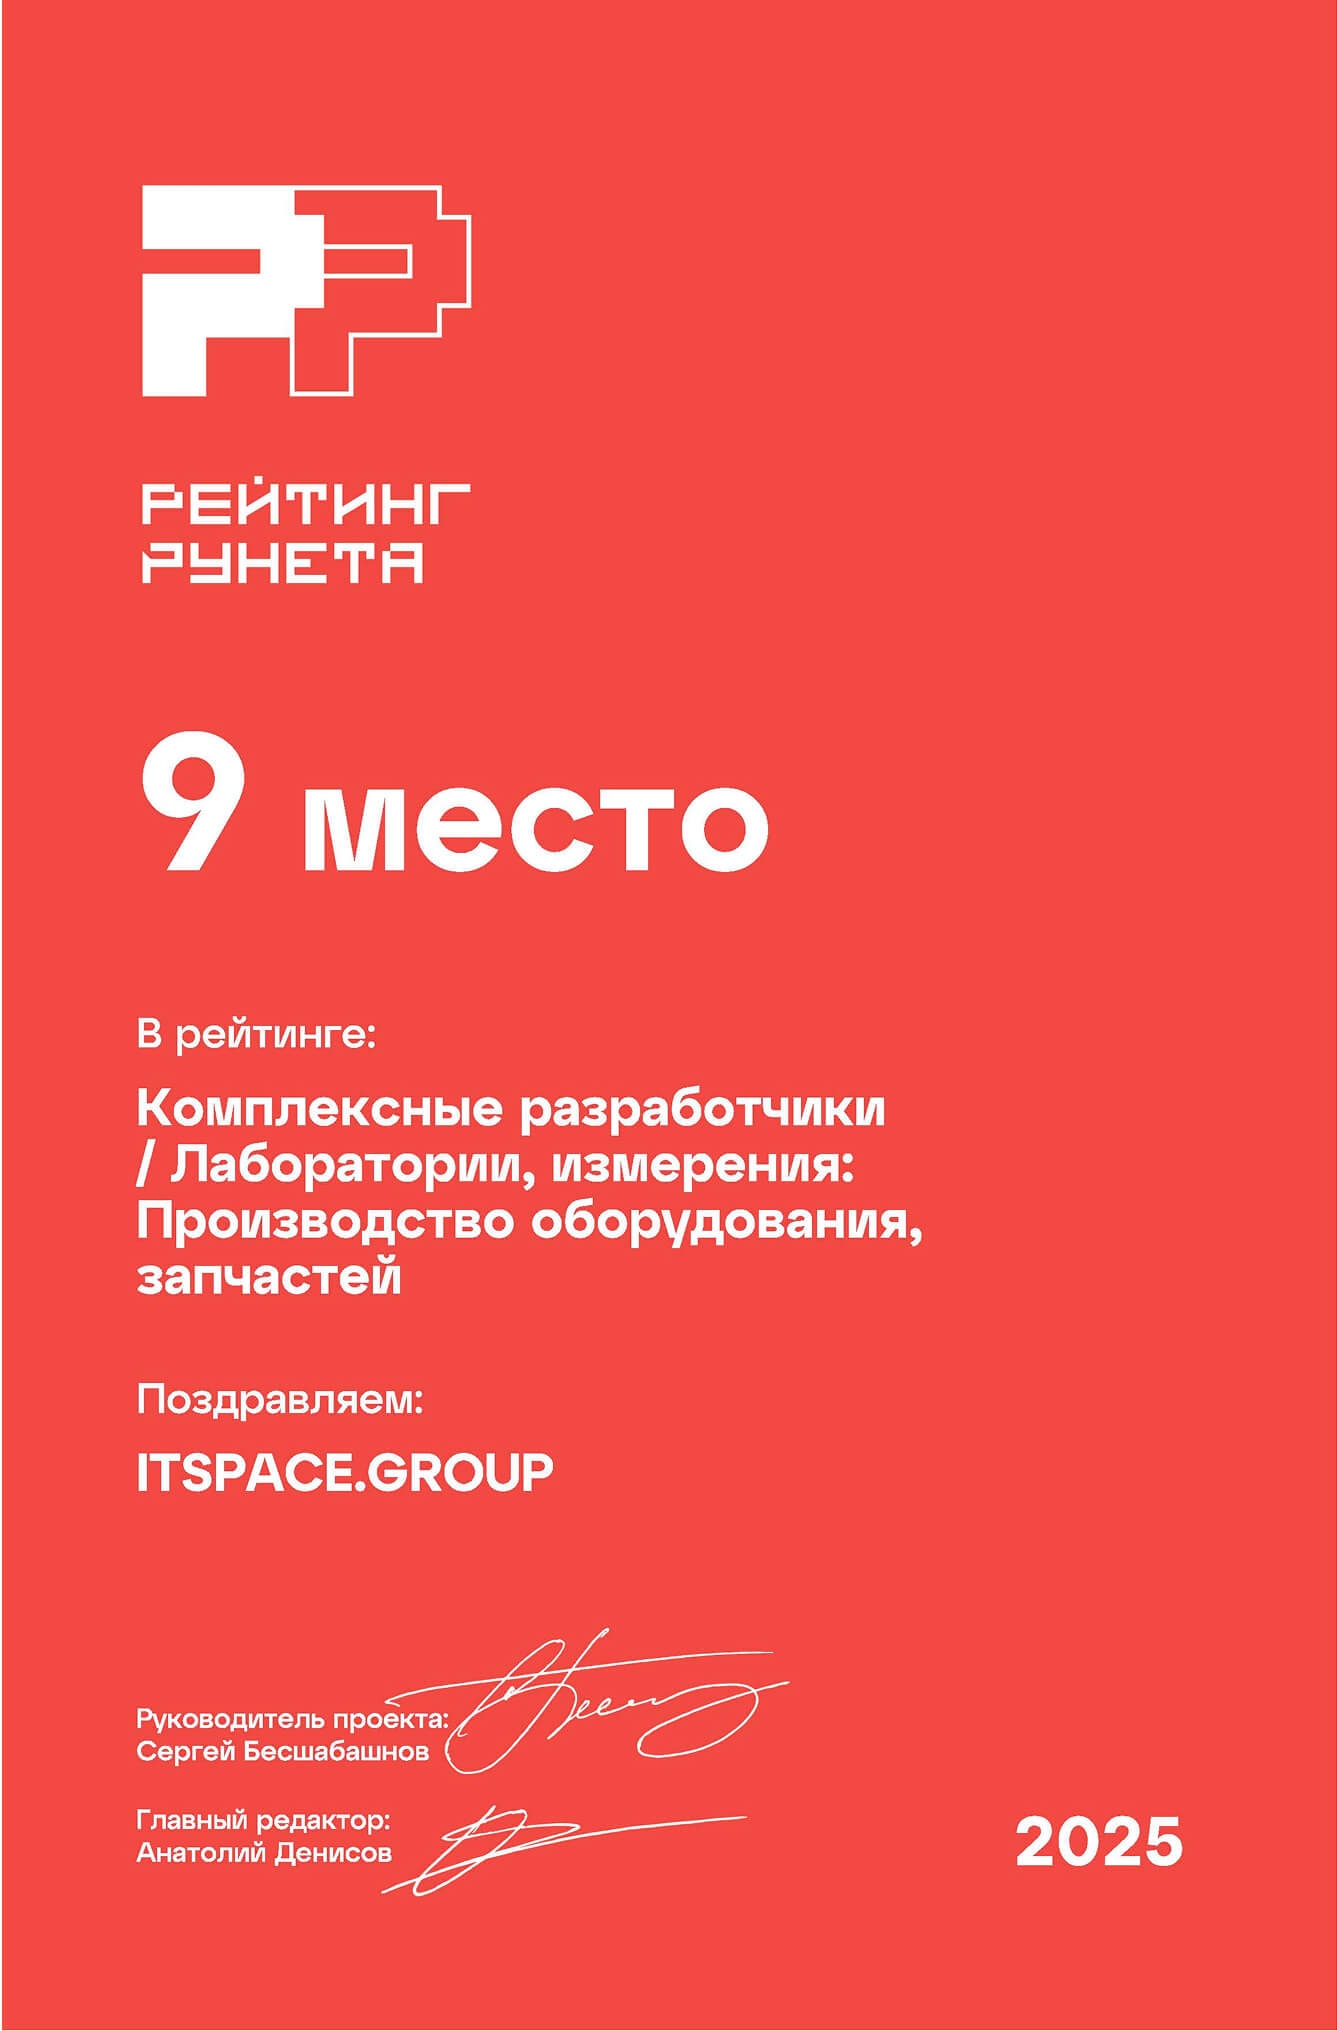 РЕЙТИНГ
РУНЕТА
9 место
В рейтинге:
Комплексные разработчики
/ Лаборатории, измерения:
Производство оборудования,
запчастей
Поздравляем:
ITSPACE.GROUP
Руководитель проекта:
Сергей Бесшабашнов
Главный редактор:
Анатолий Денисов
2025